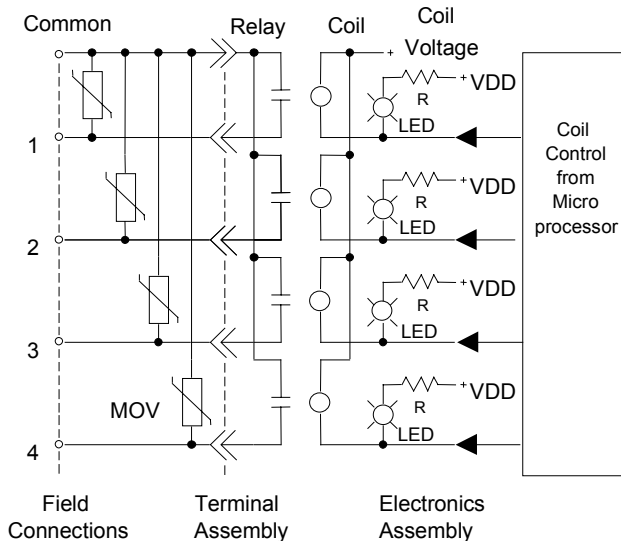 Common
Relay
Coil
Coil
Voltage
+
+VDD
R
LED
1
Coil
Control
from
Micro
processor
+VDD
R
LED
2
+VDD
R
LED
3
+VDD
R
LED
MOV
4
Field
Connections
Terminal
Assembly
Electronics
Assembly